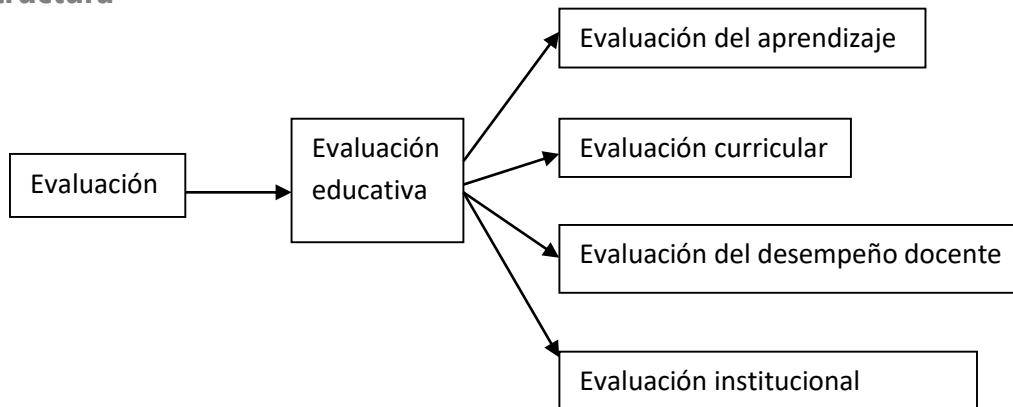 Evaluación del aprendizaje
Evaluación curricular
Evaluación
Evaluación
educativa
Evaluación del desempeño docente
Evaluación institucional